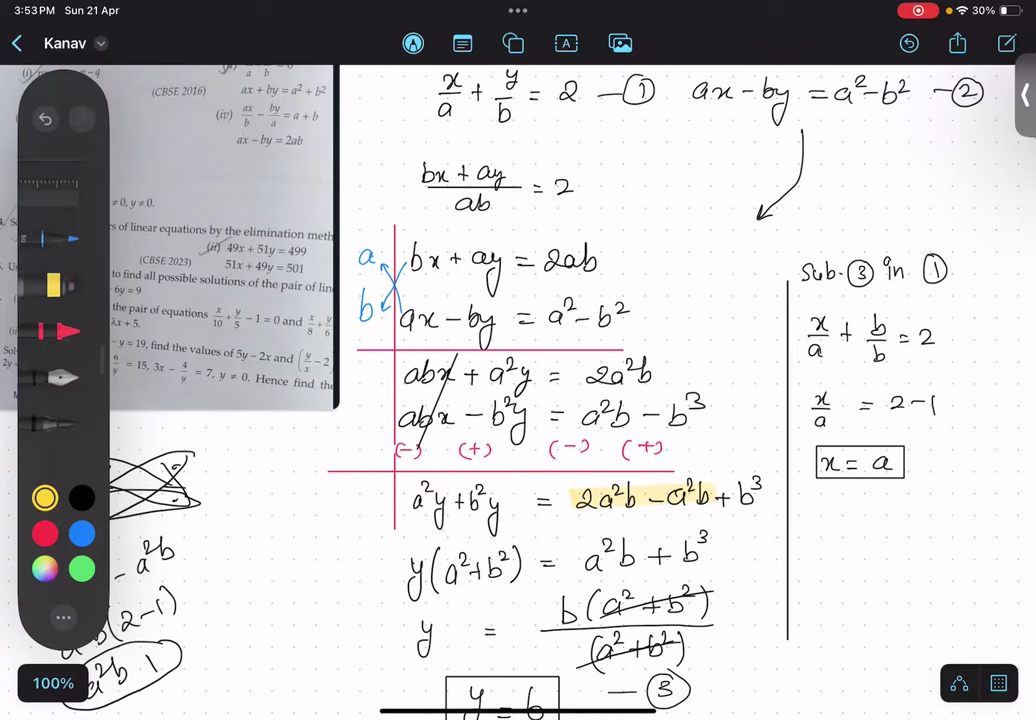 3:53 PM Sun 21 Apr
30%
Kanav
(CBSE 2016)
ax + by = a² + b²
(iv) ax/b - by/a = a + b
ax - by = 2ab
≠ 0, y ≠ 0.
s of linear equations by the elimination meth
(ii) 49x + 51y = 499
(CBSE 2023) 51x + 49y = 501
to find all possible solutions of the pair of line
6y = 9
the pair of equations x/10 + y/5 - 1 = 0 and x/8 + y/6
λx + 5.
- y = 19, find the values of 5y - 2x and (y/x - 2
6/y = 15, 3x - 4/y = 7, y ≠ 0. Hence find the
x/a + y/b = 2 —① ax - by = a² - b² —②
(bx + ay)/ab = 2
a bx + ay = 2ab
b ax - by = a² - b²
abx + a²y = 2a²b
abx - b²y = a²b - b³
(-) (+) (-) (+)
a²y + b²y = 2a²b - a²b + b³
y(a² + b²) = a²b + b³
y = b(a² + b²)/(a² + b²)
y = b —③
Sub ③ in ①
x/a + b/b = 2
x/a = 2 - 1
x = a
- a²b
(2-1)
a²b 1
100%